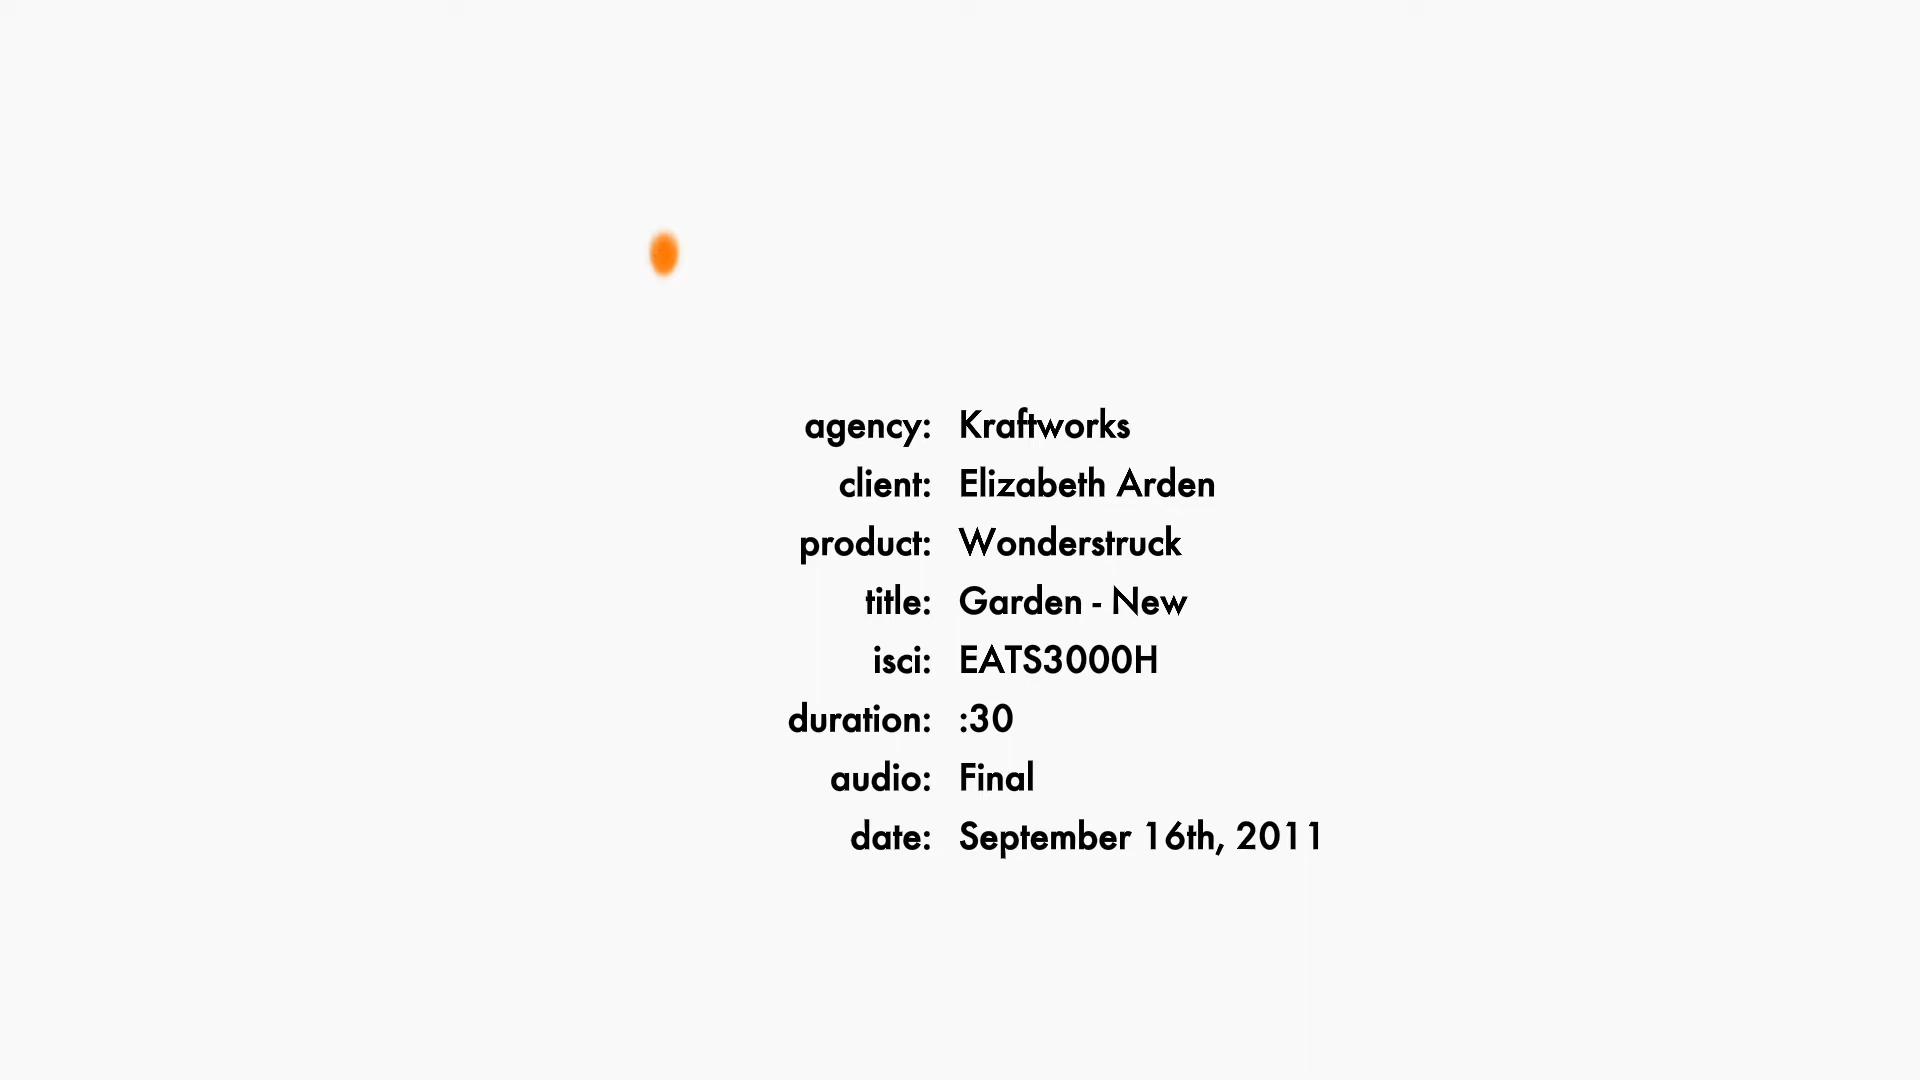 agency: Kraftworks
client: Elizabeth Arden
product: Wonderstruck
title: Garden - New
isci: EATS3000H
duration: :30
audio: Final
date: September 16th, 2011